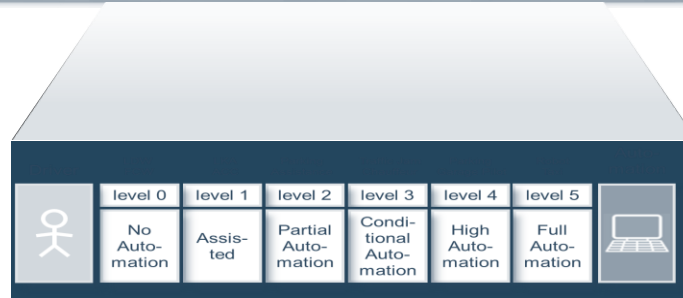 level 0 level 1 level 2 level 3 level 4 level 5
No
Auto-
mation
Assis-
ted
Partial
Auto-
mation
Condi-
tional
Auto-
mation
High
Auto-
mation
Full
Auto-
mation